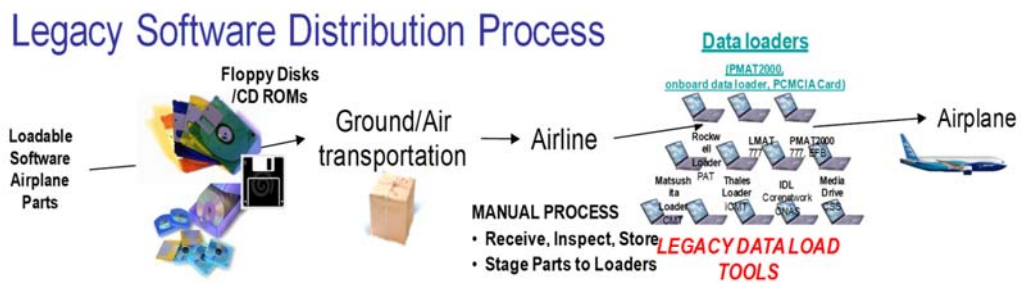 Legacy Software Distribution Process
Loadable
Software
Airplane
Parts
Floppy Disks
/CD ROMs
Ground/Air
transportation
Airline
MANUAL PROCESS
• Receive, Inspect, Store
• Stage Parts to Loaders
Data loaders
(PMAT2000,
onboard data loader, PCMCIA Card)
Rockw
ell
Loader
PAT
LMAT
777
PMAT2000
777, EFB
Matsush
ita
Loader
CMT
Thales
Loader
ICMT
IDL
Corenetwork
CNAS
Media
Drive
CSS
LEGACY DATA LOAD
TOOLS
Airplane